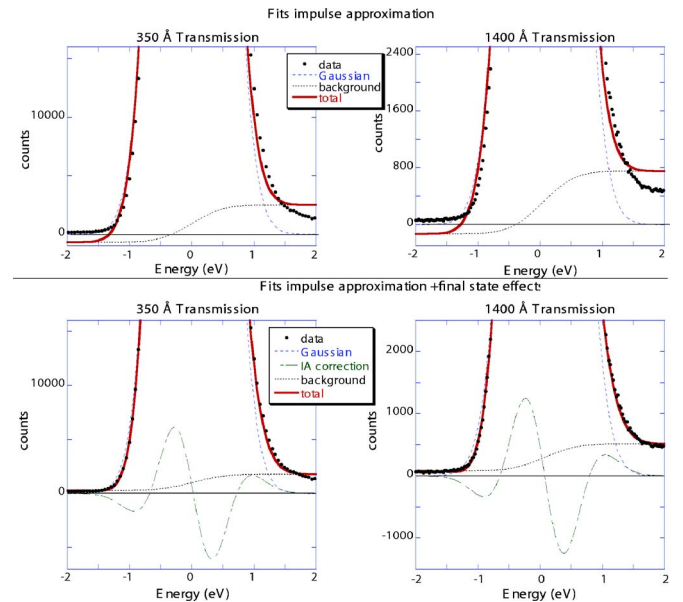 Fits impulse approximation
350 Å Transmission
data
Gaussian
background
total
10000
0
counts
-2 -1 0 1 2
Energy (eV)
1400 Å Transmission
2400
1600
800
0
counts
-2 -1 0 1 2
Energy (eV)
Fits impulse approximation +final state effect:
350 Å Transmission
data
Gaussian
IA correction
background
total
10000
0
counts
-2 -1 0 1 2
Energy (eV)
1400 Å Transmission
2000
1000
0
-1000
counts
-2 -1 0 1 2
Energy (eV)